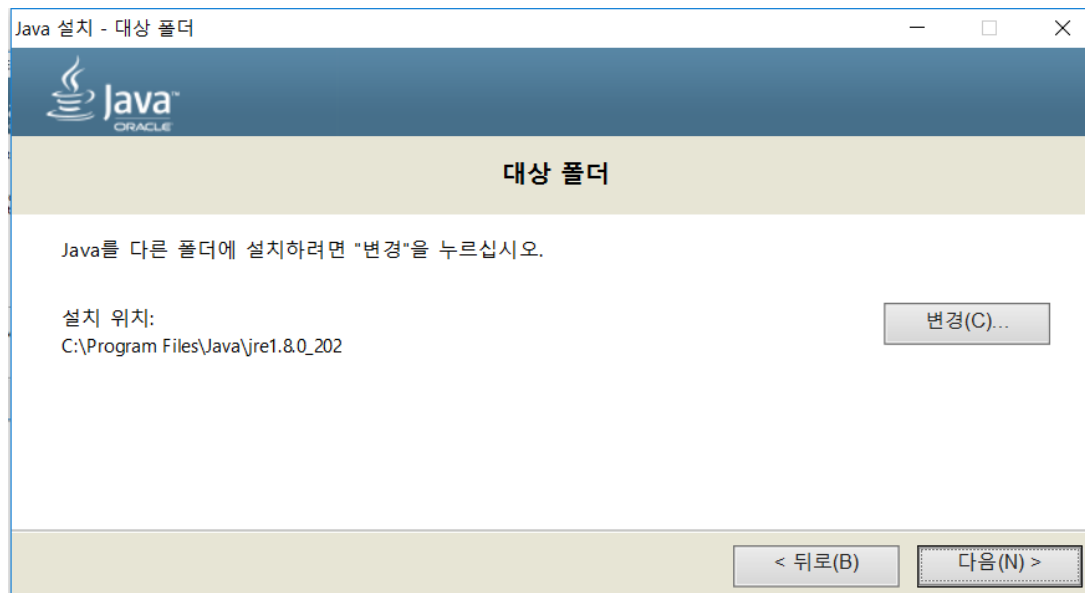 Java 설치 - 대상 폴더
Java™
ORACLE
대상 폴더
Java를 다른 폴더에 설치하려면 "변경"을 누르십시오.
설치 위치:
변경(C)...
C:\Program Files\Java\jre1.8.0_202
< 뒤로(B)
다음(N) >